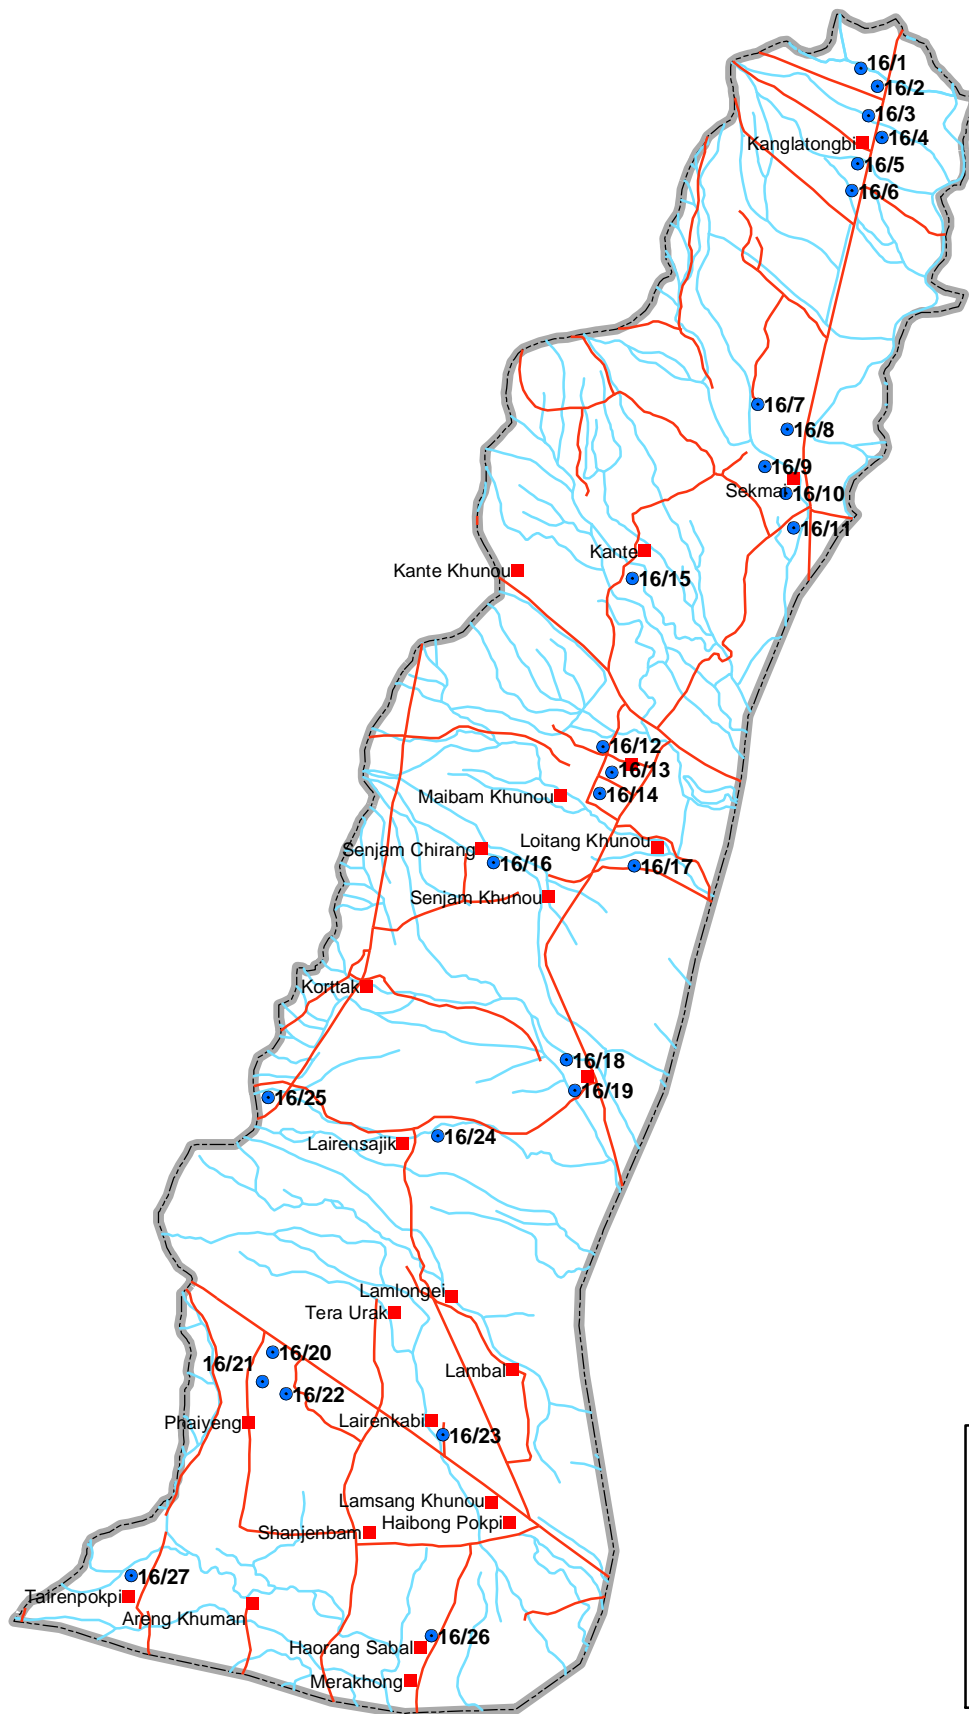 16/1
16/2
16/3
16/4
Kanglatongbi
16/5
16/6
16/7
16/8
16/9
Sekmai
16/10
16/11
Kante
Kante Khunou
16/15
16/12
16/13
16/14
Maibam Khunou
Loitang Khunou
Senjam Chirang
16/16
16/17
Senjam Khunou
Korttak
16/18
16/19
16/25
16/24
Lairensajik
Lamlongei
Tera Urak
16/20
16/21
Lambal
16/22
Phaiyeng
Lairenkabi
16/23
Lamsang Khunou
Haibong Pokpi
Shanjenbam
16/27
Tairenpokpi
Areng Khuman
16/26
Haorang Sabal
Merakhong